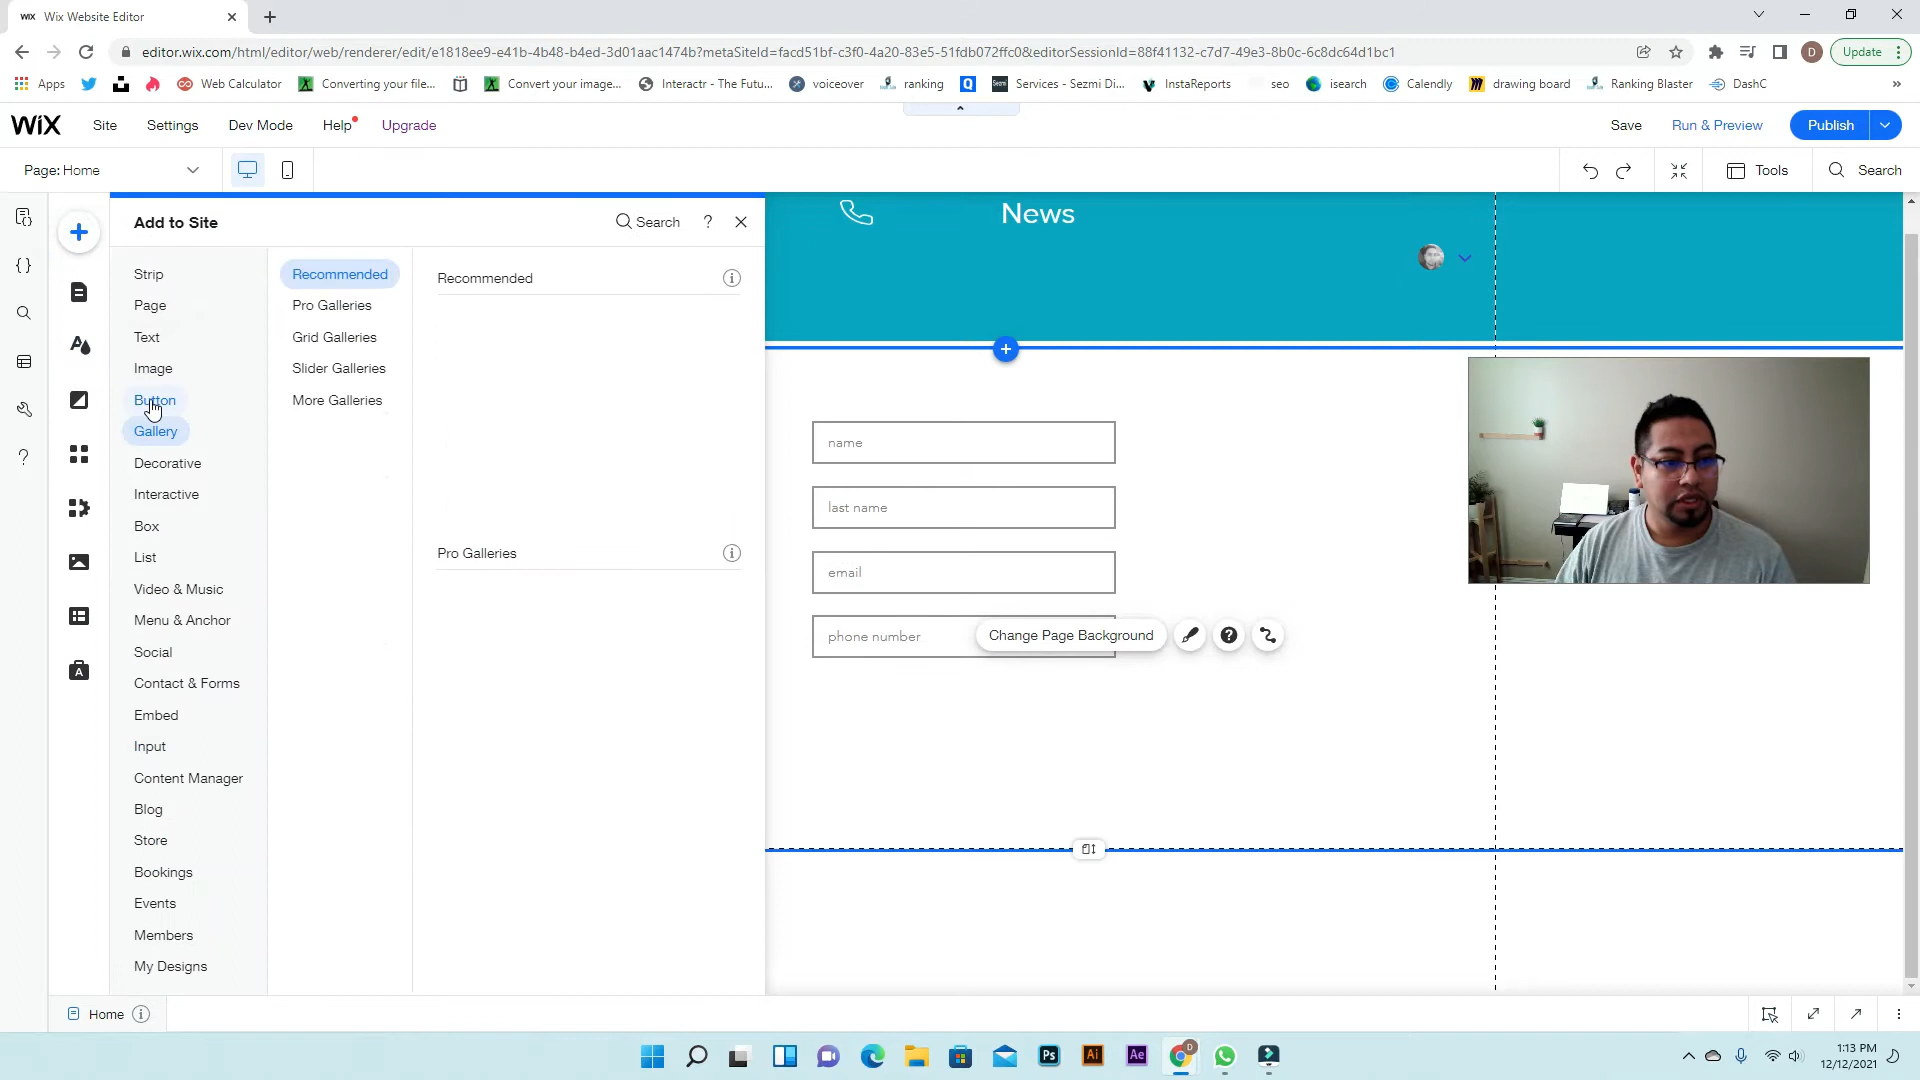 WIX Wix Website Editor
editor.wix.com/html/editor/web/renderer/edit/e1818ee9-e41b-4b48-b4ed-3d01aac1474b?metaSiteId=facd51bf-c3f0-4a20-83e5-51fdb072ffc0&editorSessionId=88f41132-c7d7-49e3-8b0c-6c8dc64d1bc1
D Update
Apps Web Calculator Converting your file... Convert your image... Interactr - The Futu... voiceover ranking Services - Sezmi Di... InstaReports seo isearch Calendly drawing board Ranking Blaster DashC »
WIX Site Settings Dev Mode Help Upgrade Save Run & Preview Publish
Page: Home Tools Search
Add to Site Search ?
News
Strip
Page
Text
Image
Button
Gallery
Decorative
Interactive
Box
List
Video & Music
Menu & Anchor
Social
Contact & Forms
Embed
Input
Content Manager
Blog
Store
Bookings
Events
Members
My Designs
Recommended
Pro Galleries
Grid Galleries
Slider Galleries
More Galleries
Recommended
Pro Galleries
name
last name
email
phone number
Change Page Background
Home
Ps Ai Ae D
1:13 PM
12/12/2021